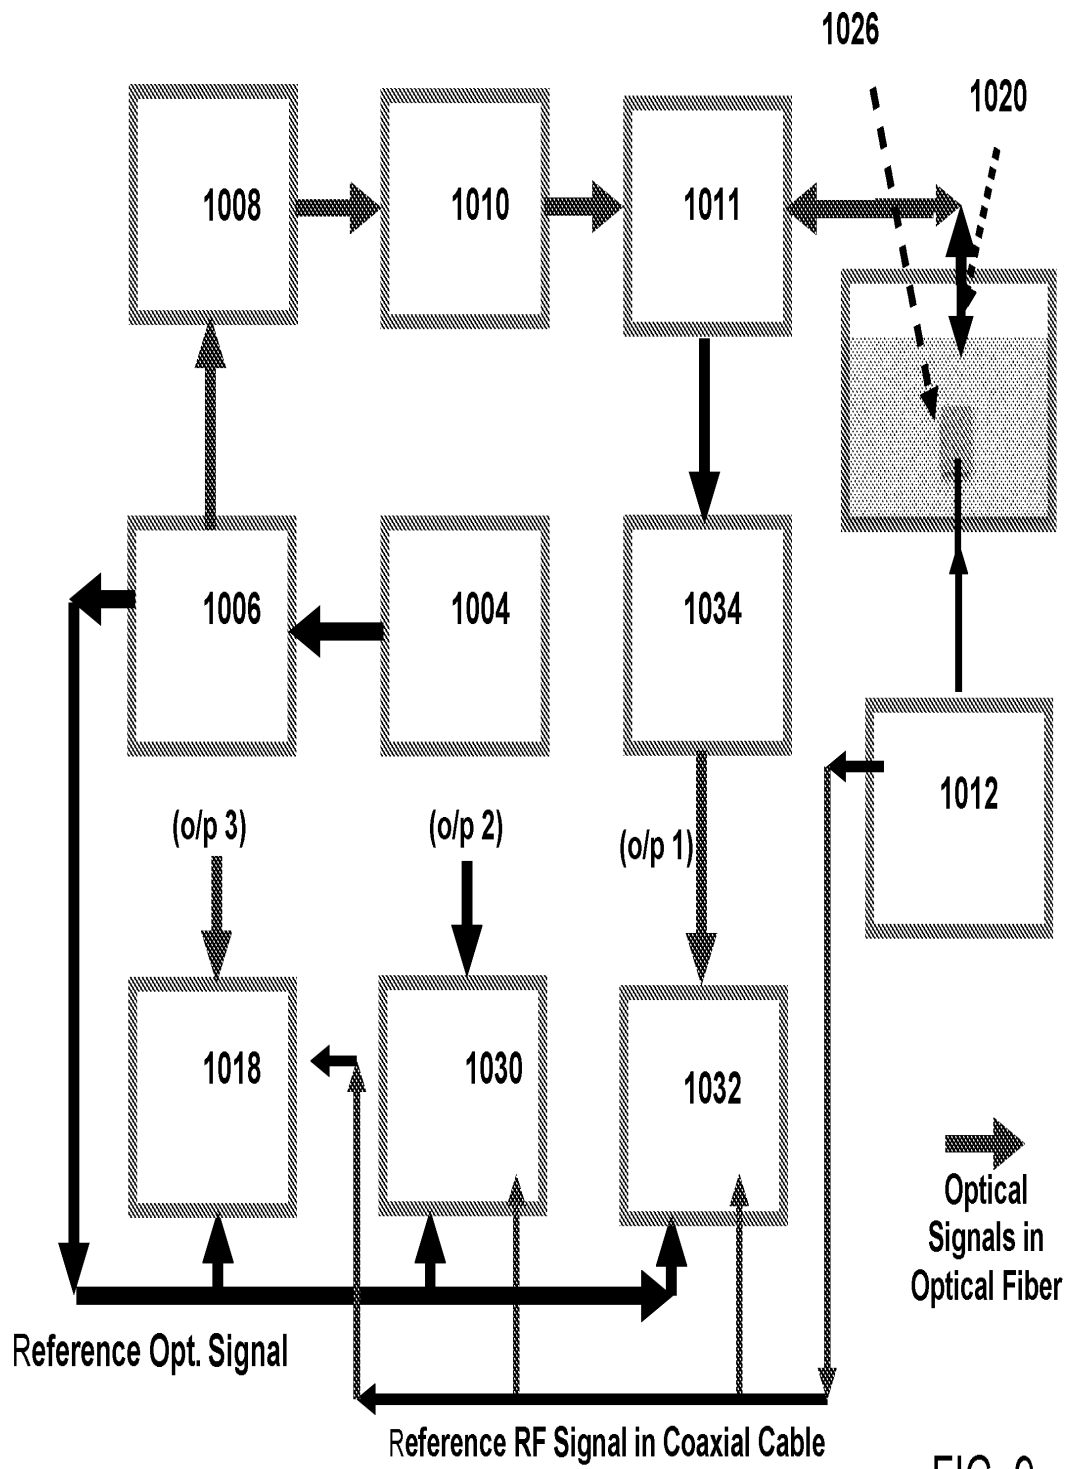 1026
1020
1008
1010
1011
1006
1004
1034
1012
(o/p 3)
(o/p 2)
(o/p 1)
1018
1030
1032
Optical
Signals in
Optical Fiber
Reference Opt. Signal
Reference RF Signal in Coaxial Cable